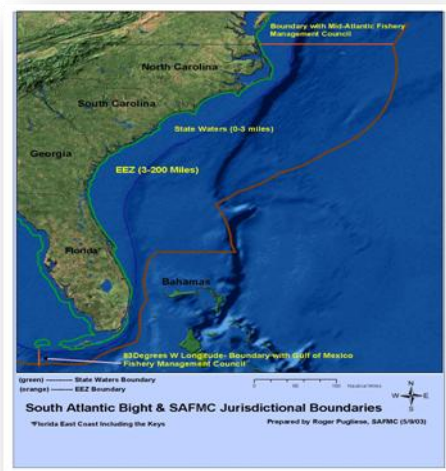 Boundary with Mid-Atlantic Fishery
Management Council
North Carolina
South Carolina
State Waters (0-3 miles)
Georgia
EEZ (3-200 Miles)
Florida*
Bahamas
83Degrees W Longitude- Boundary with Gulf of Mexico
Fishery Management Council
(green) ---------- State Waters Boundary
(orange) ---------- EEZ Boundary
Nautical Miles
N
W
E
S
South Atlantic Bight & SAFMC Jurisdictional Boundaries
*Florida East Coast Including the Keys
Prepared by Roger Pugliese, SAFMC (5/9/03)